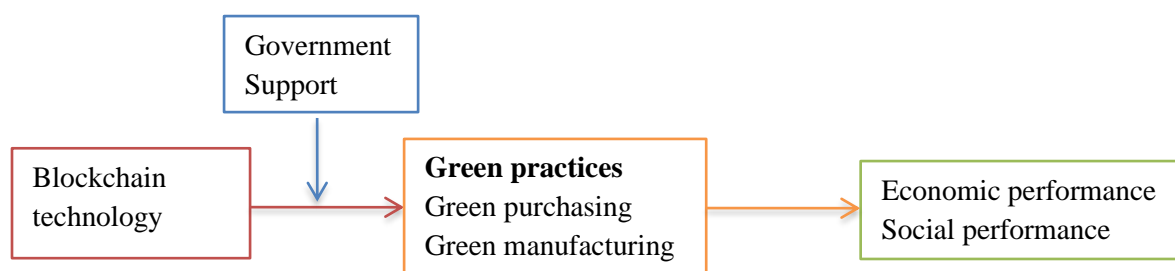 Government
Support
Blockchain
technology
Green practices
Green purchasing
Green manufacturing
Economic performance
Social performance